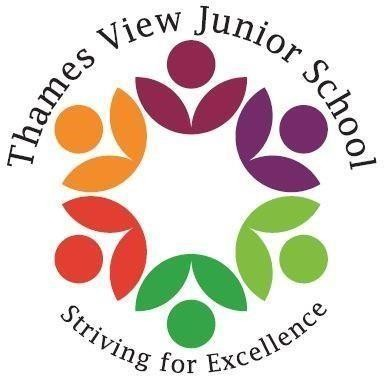 Thames View Junior School
Striving for Excellence